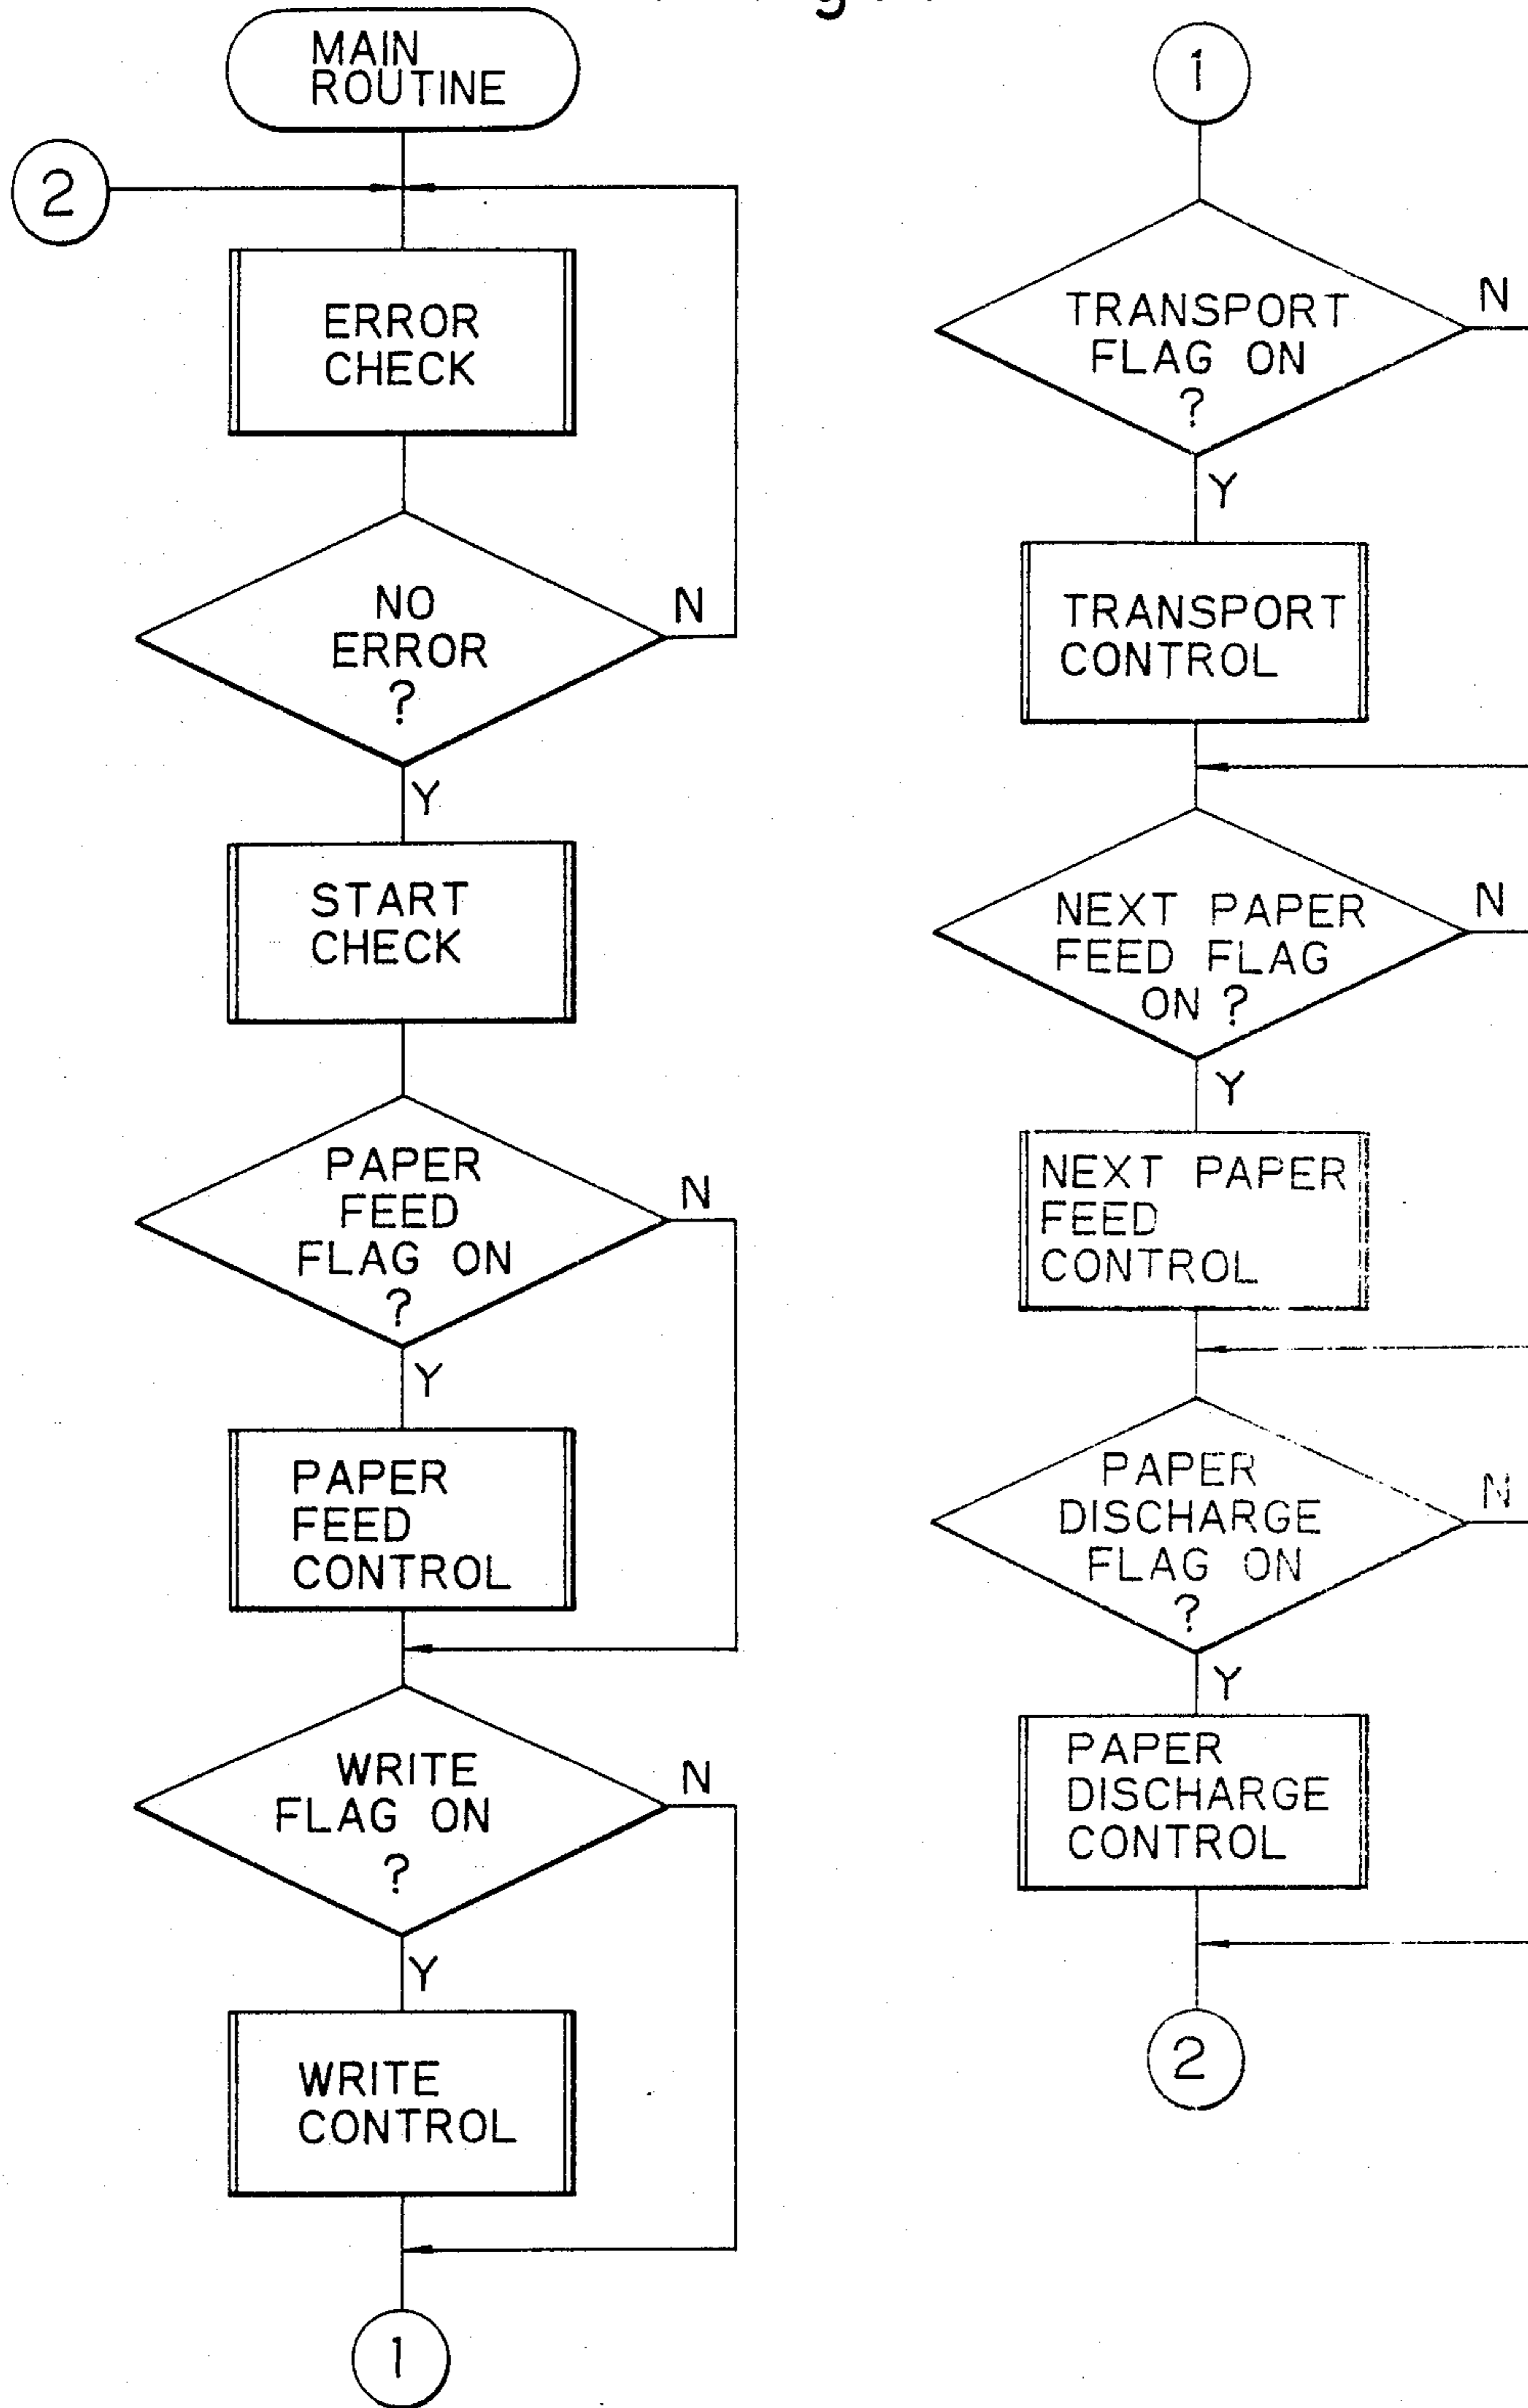 MAIN
ROUTINE
2
ERROR
CHECK
NO
ERROR
?
N
Y
START
CHECK
PAPER
FEED
FLAG ON
?
N
Y
PAPER
FEED
CONTROL
WRITE
FLAG ON
?
N
Y
WRITE
CONTROL
1
1
TRANSPORT
FLAG ON
?
N
Y
TRANSPORT
CONTROL
NEXT PAPER
FEED FLAG
ON ?
N
Y
NEXT PAPER
FEED
CONTROL
PAPER
DISCHARGE
FLAG ON
?
N
Y
PAPER
DISCHARGE
CONTROL
2